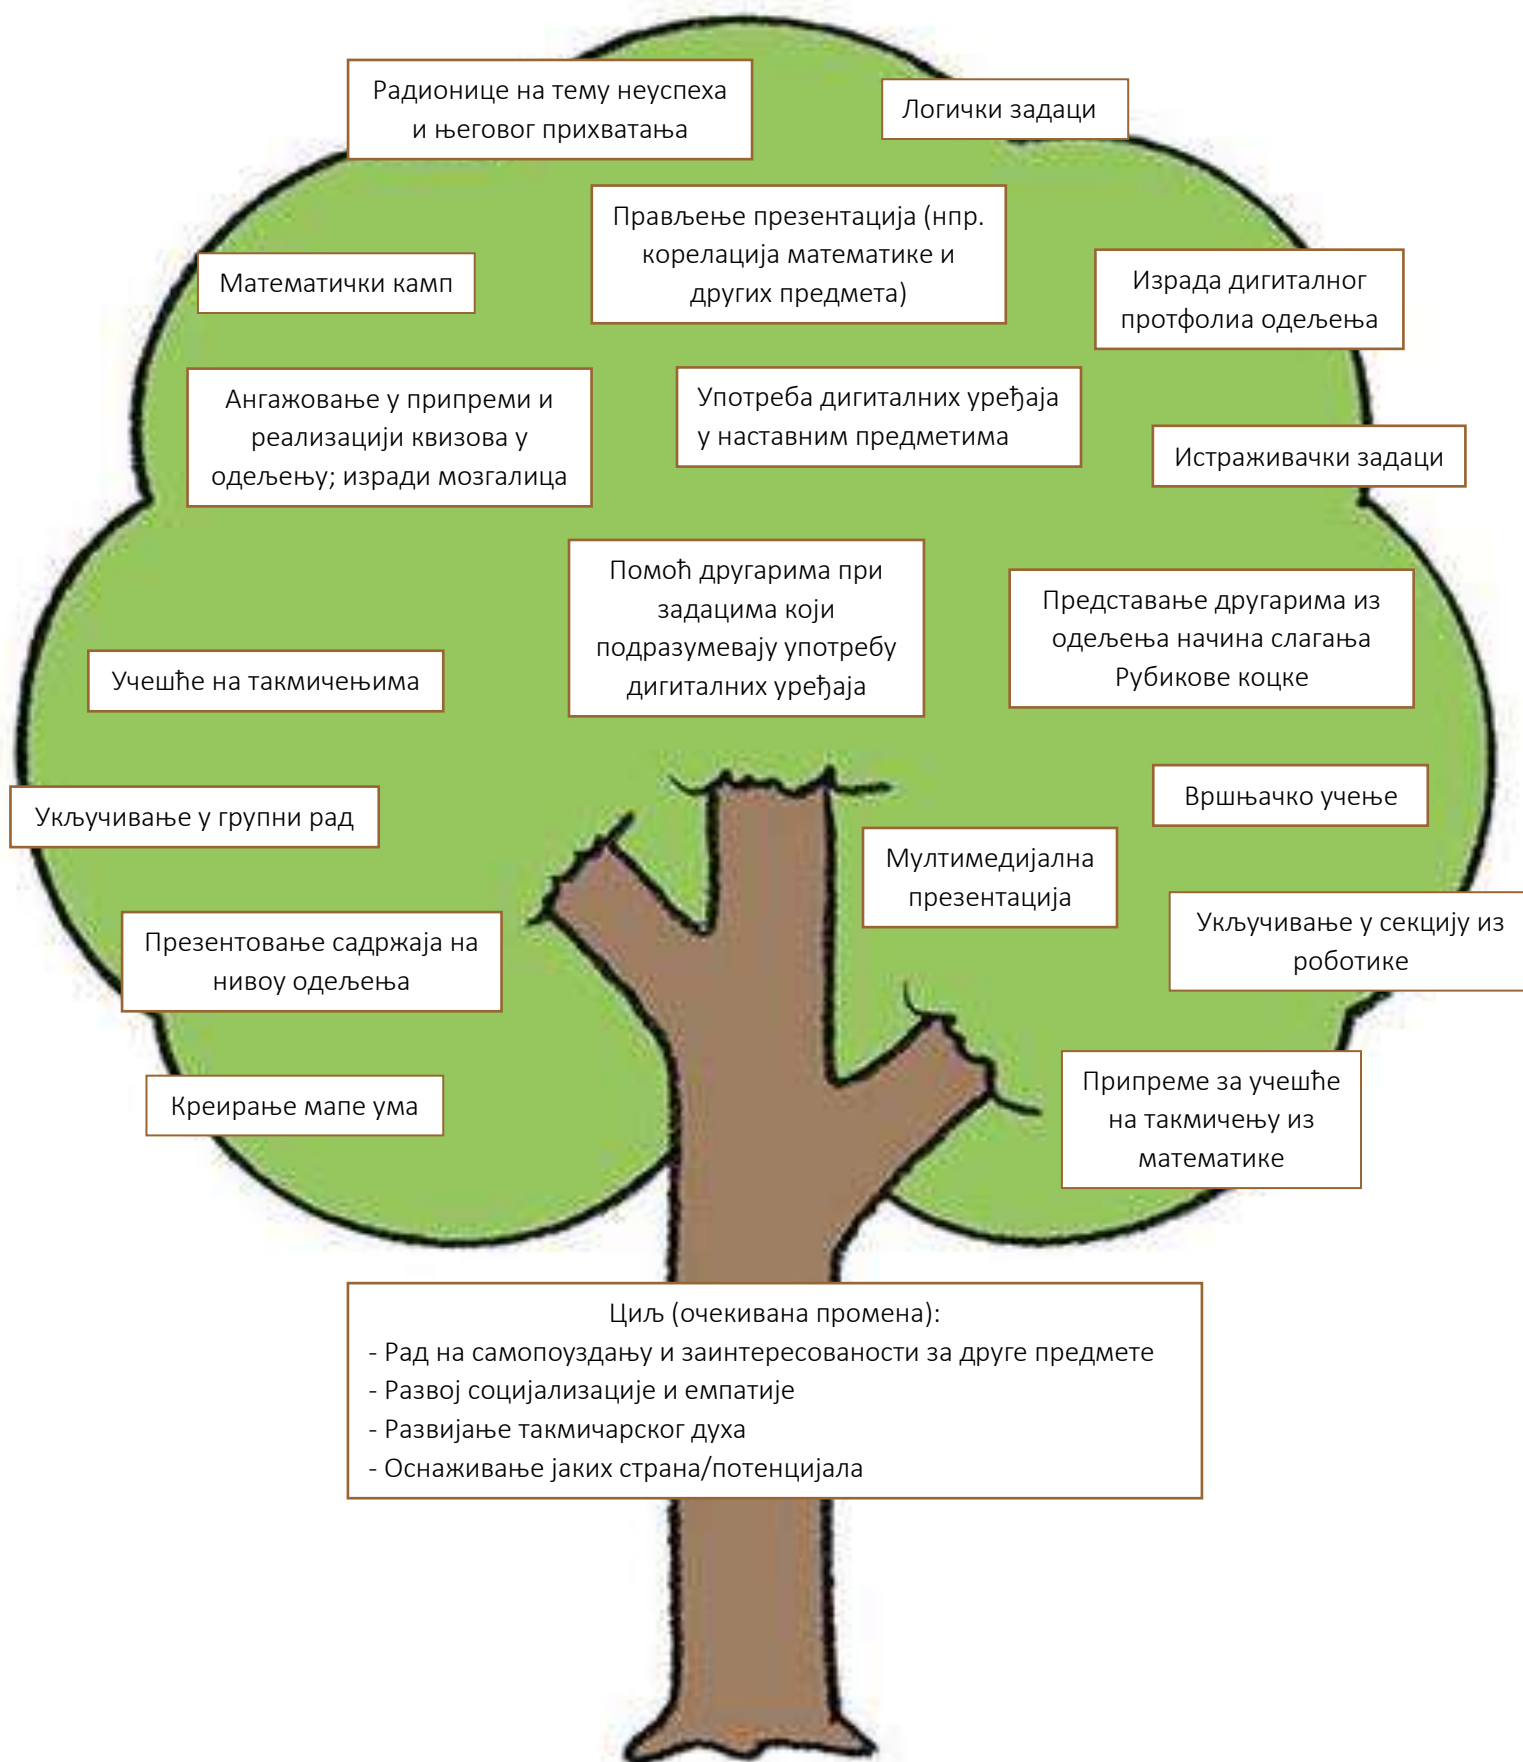 Радионице на тему неуспеха
и његовог прихватања
Логички задаци
Прављење презентација (нпр.
корелација математике и
других предмета)
Математички камп
Израда дигиталног
протфолиа одељења
Ангажовање у припреми и
реализацији квизова у
одељењу; изради мозгалица
Употреба дигиталних уређаја
у наставним предметима
Истраживачки задаци
Помоћ другарима при
задацима који
подразумевају употребу
дигиталних уређаја
Представање другарима из
одељења начина слагања
Рубикове коцке
Учешће на такмичењима
Вршњачко учење
Укључивање у групни рад
Мултимедијална
презентација
Укључивање у секцију из
роботике
Презентовање садржаја на
нивоу одељења
Припреме за учешће
на такмичењу из
математике
Креирање мапе ума
Циљ (очекивана промена):
- Рад на самопоуздању и заинтересованости за друге предмете
- Развој социјализације и емпатије
- Развијање такмичарског духа
- Оснаживање јаких страна/потенцијала